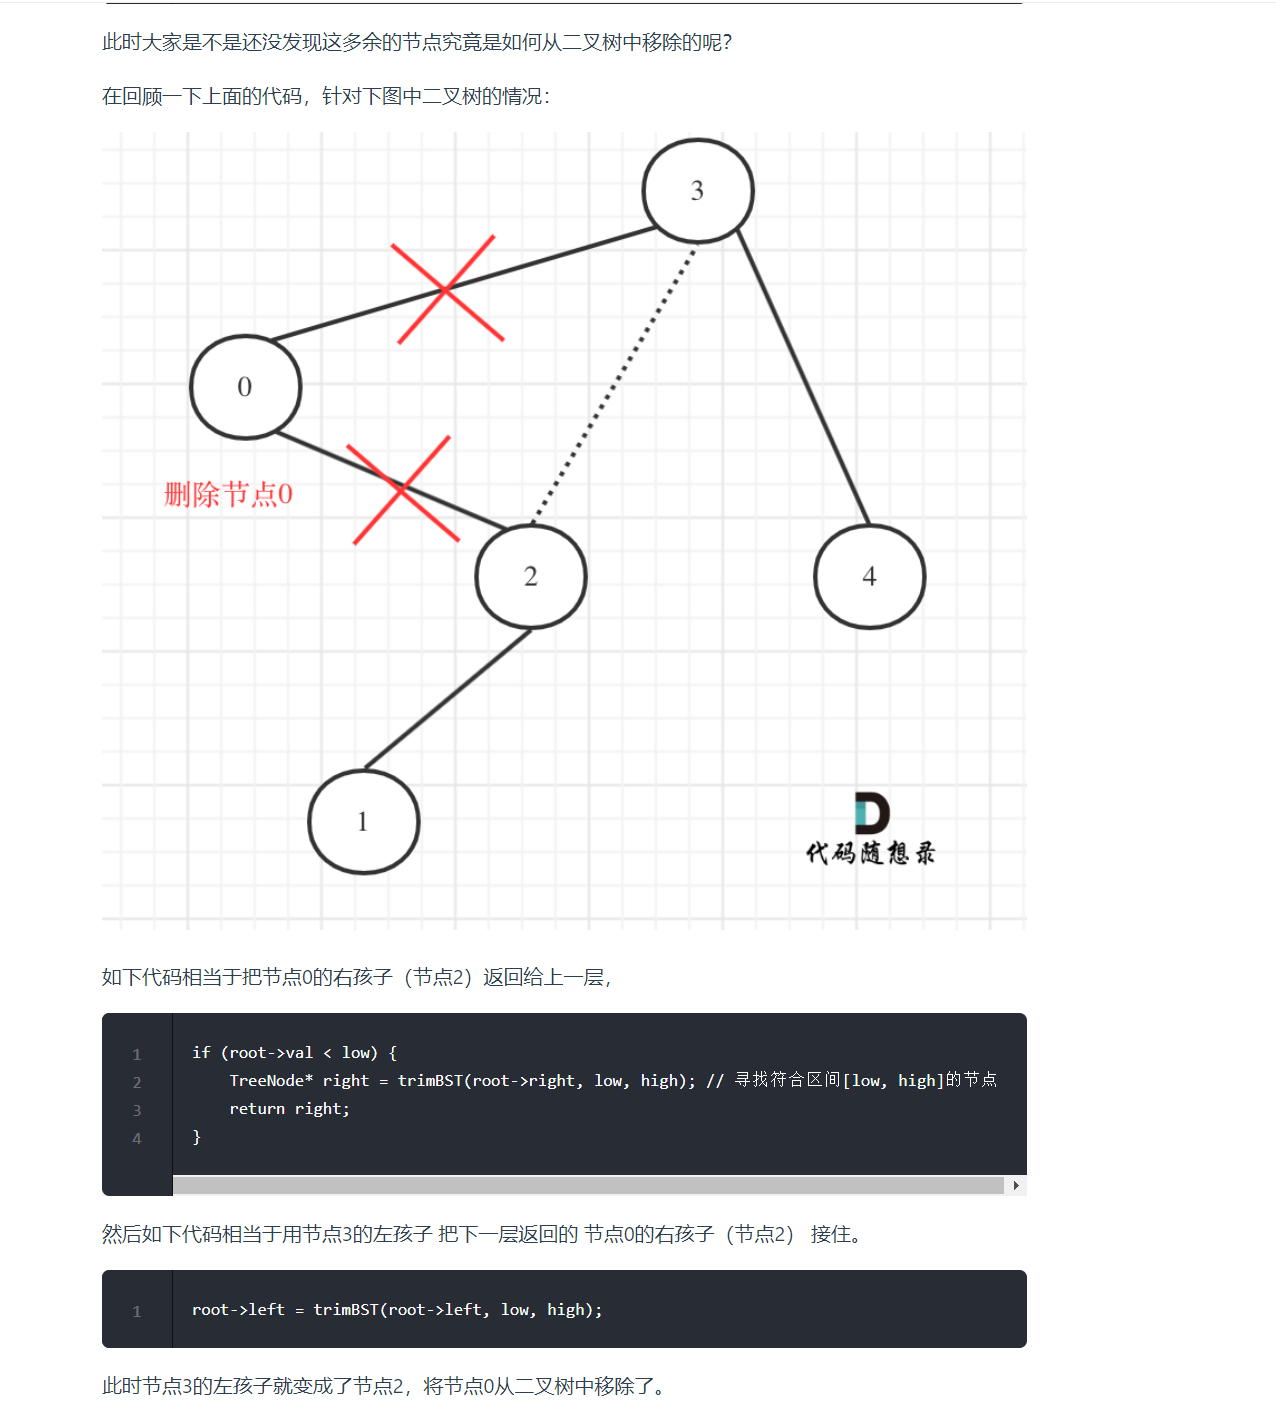 此时大家是不是还没发现这多余的节点究竟是如何从二叉树中移除的呢？
在回顾一下上面的代码，针对下图中二叉树的情况：
3
0
删除节点0
2
4
1
代码随想录
如下代码相当于把节点0的右孩子（节点2）返回给上一层，
1 if (root->val < low) {
2     TreeNode* right = trimBST(root->right, low, high); // 寻找符合区间[low, high]的节点
3     return right;
4 }
然后如下代码相当于用节点3的左孩子 把下一层返回的 节点0的右孩子（节点2） 接住。
1 root->left = trimBST(root->left, low, high);
此时节点3的左孩子就变成了节点2，将节点0从二叉树中移除了。